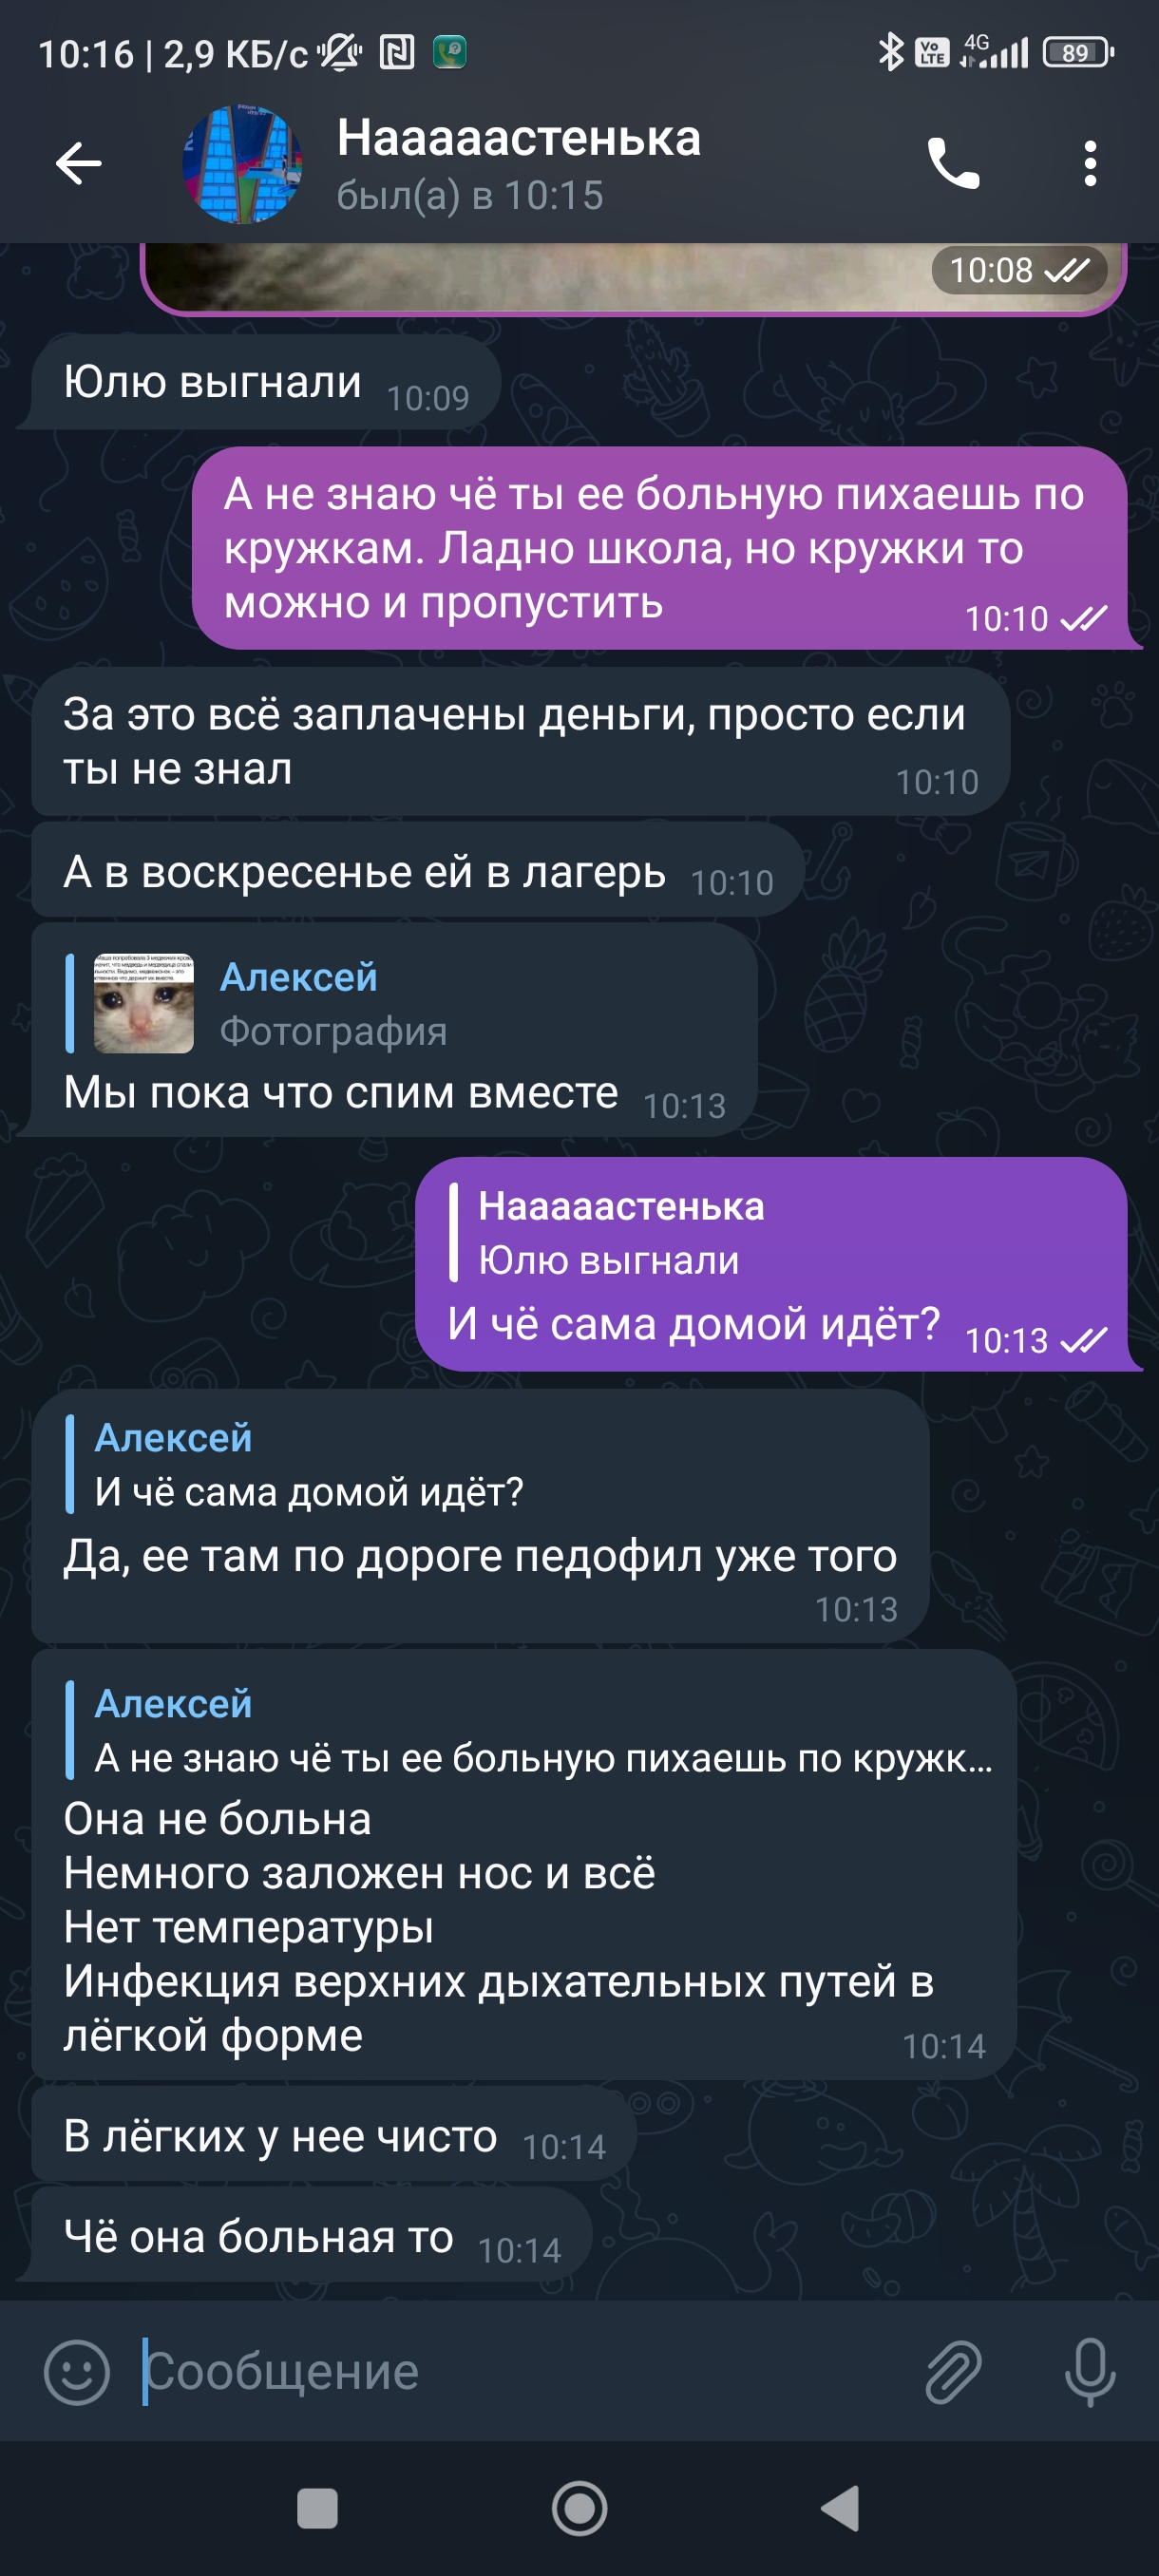 10:16 | 2,9 КБ/с
Vo LTE
4G
89
Нааааастенька
был(а) в 10:15
10:08
Юлю выгнали 10:09
А не знаю чё ты ее больную пихаешь по
кружкам. Ладно школа, но кружки то
можно и пропустить 10:10
За это всё заплачены деньги, просто если
ты не знал 10:10
А в воскресенье ей в лагерь 10:10
Алексей
Фотография
Мы пока что спим вместе 10:13
Нааааастенька
Юлю выгнали
И чё сама домой идёт? 10:13
Алексей
И чё сама домой идёт?
Да, ее там по дороге педофил уже того
10:13
Алексей
А не знаю чё ты ее больную пихаешь по кружк...
Она не больна
Немного заложен нос и всё
Нет температуры
Инфекция верхних дыхательных путей в
лёгкой форме 10:14
В лёгких у нее чисто 10:14
Чё она больная то 10:14
Сообщение